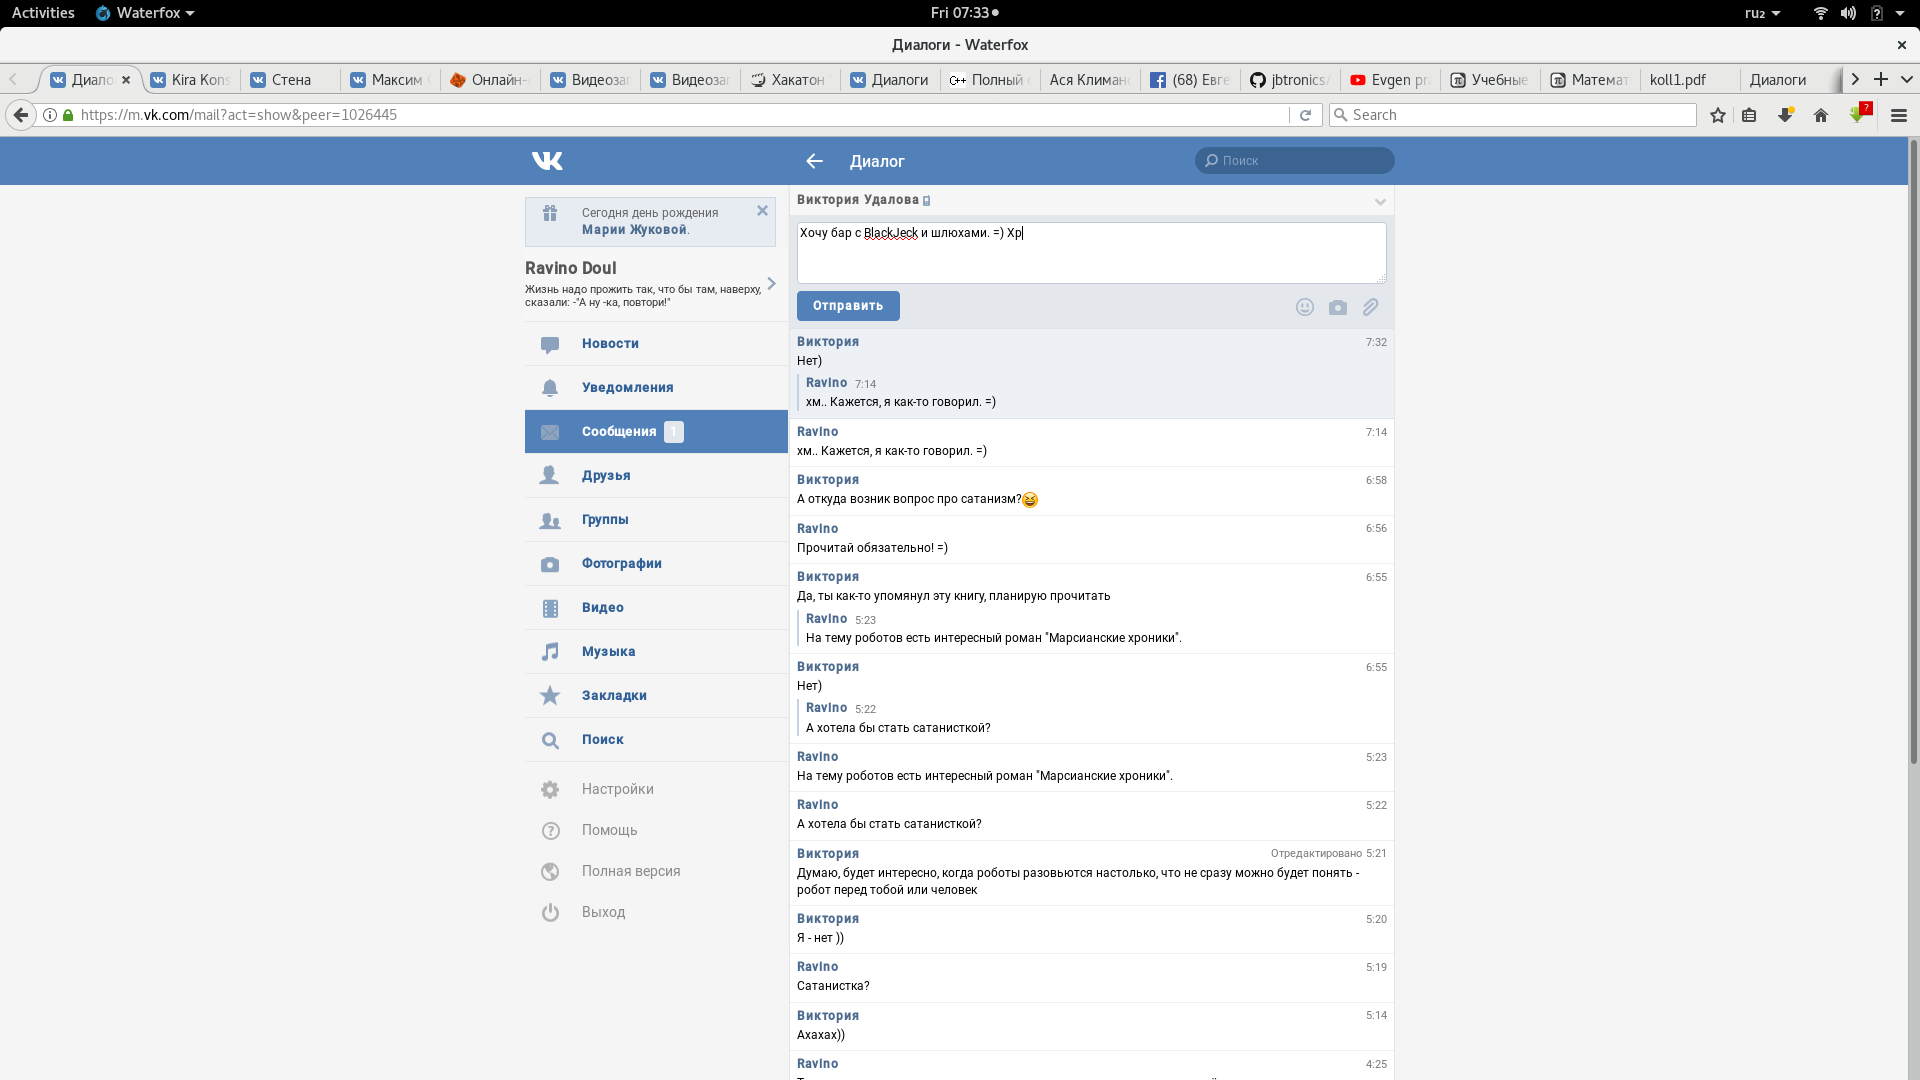 Activities
Waterfox
Fri 07:33
ru2
Диалоги - Waterfox
Диало
Kira Kons
Стена
Максим
Онлайн-
Видеозаг
Видеозаг
Хакатон
Диалоги
C++ Полный
Ася Климан
(68) Евге
jbtronics/
Evgen pr
Учебные
Математ
koll1.pdf
Диалоги
https://m.vk.com/mail?act=show&peer=1026445
Search
?
Диалог
Поиск
Сегодня день рождения
Марии Жуковой.
Ravino Doul
Жизнь надо прожить так, что бы там, наверху,
сказали: -"А ну -ка, повтори!"
Новости
Уведомления
Сообщения 1
Друзья
Группы
Фотографии
Видео
Музыка
Закладки
Поиск
Настройки
Помощь
Полная версия
Выход
Виктория Удалова
Хочу бар с BlackJeck и шлюхами. =) Хр
Отправить
Виктория 7:32
Нет)
Ravino 7:14
хм.. Кажется, я как-то говорил. =)
Ravino 7:14
хм.. Кажется, я как-то говорил. =)
Виктория 6:58
А откуда возник вопрос про сатанизм?😆
Ravino 6:56
Прочитай обязательно! =)
Виктория 6:55
Да, ты как-то упомянул эту книгу, планирую прочитать
Ravino 5:23
На тему роботов есть интересный роман "Марсианские хроники".
Виктория 6:55
Нет)
Ravino 5:22
А хотела бы стать сатанисткой?
Ravino 5:23
На тему роботов есть интересный роман "Марсианские хроники".
Ravino 5:22
А хотела бы стать сатанисткой?
Виктория Отредактировано 5:21
Думаю, будет интересно, когда роботы разовьются настолько, что не сразу можно будет понять -
робот перед тобой или человек
Виктория 5:20
Я - нет ))
Ravino 5:19
Сатанистка?
Виктория 5:14
Ахахах))
Ravino 4:25